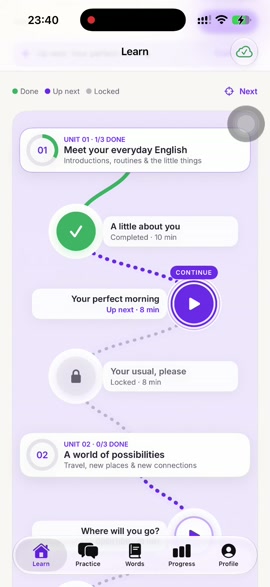 23:40
Learn
Done
Up next
Locked
Next
01
UNIT 01 · 1/3 DONE
Meet your everyday English
Introductions, routines & the little things
A little about you
Completed · 10 min
CONTINUE
Your perfect morning
Up next · 8 min
Your usual, please
Locked · 8 min
02
UNIT 02 · 0/3 DONE
A world of possibilities
Travel, new places & new connections
Where will you go?
Learn
Practice
Words
Progress
Profile